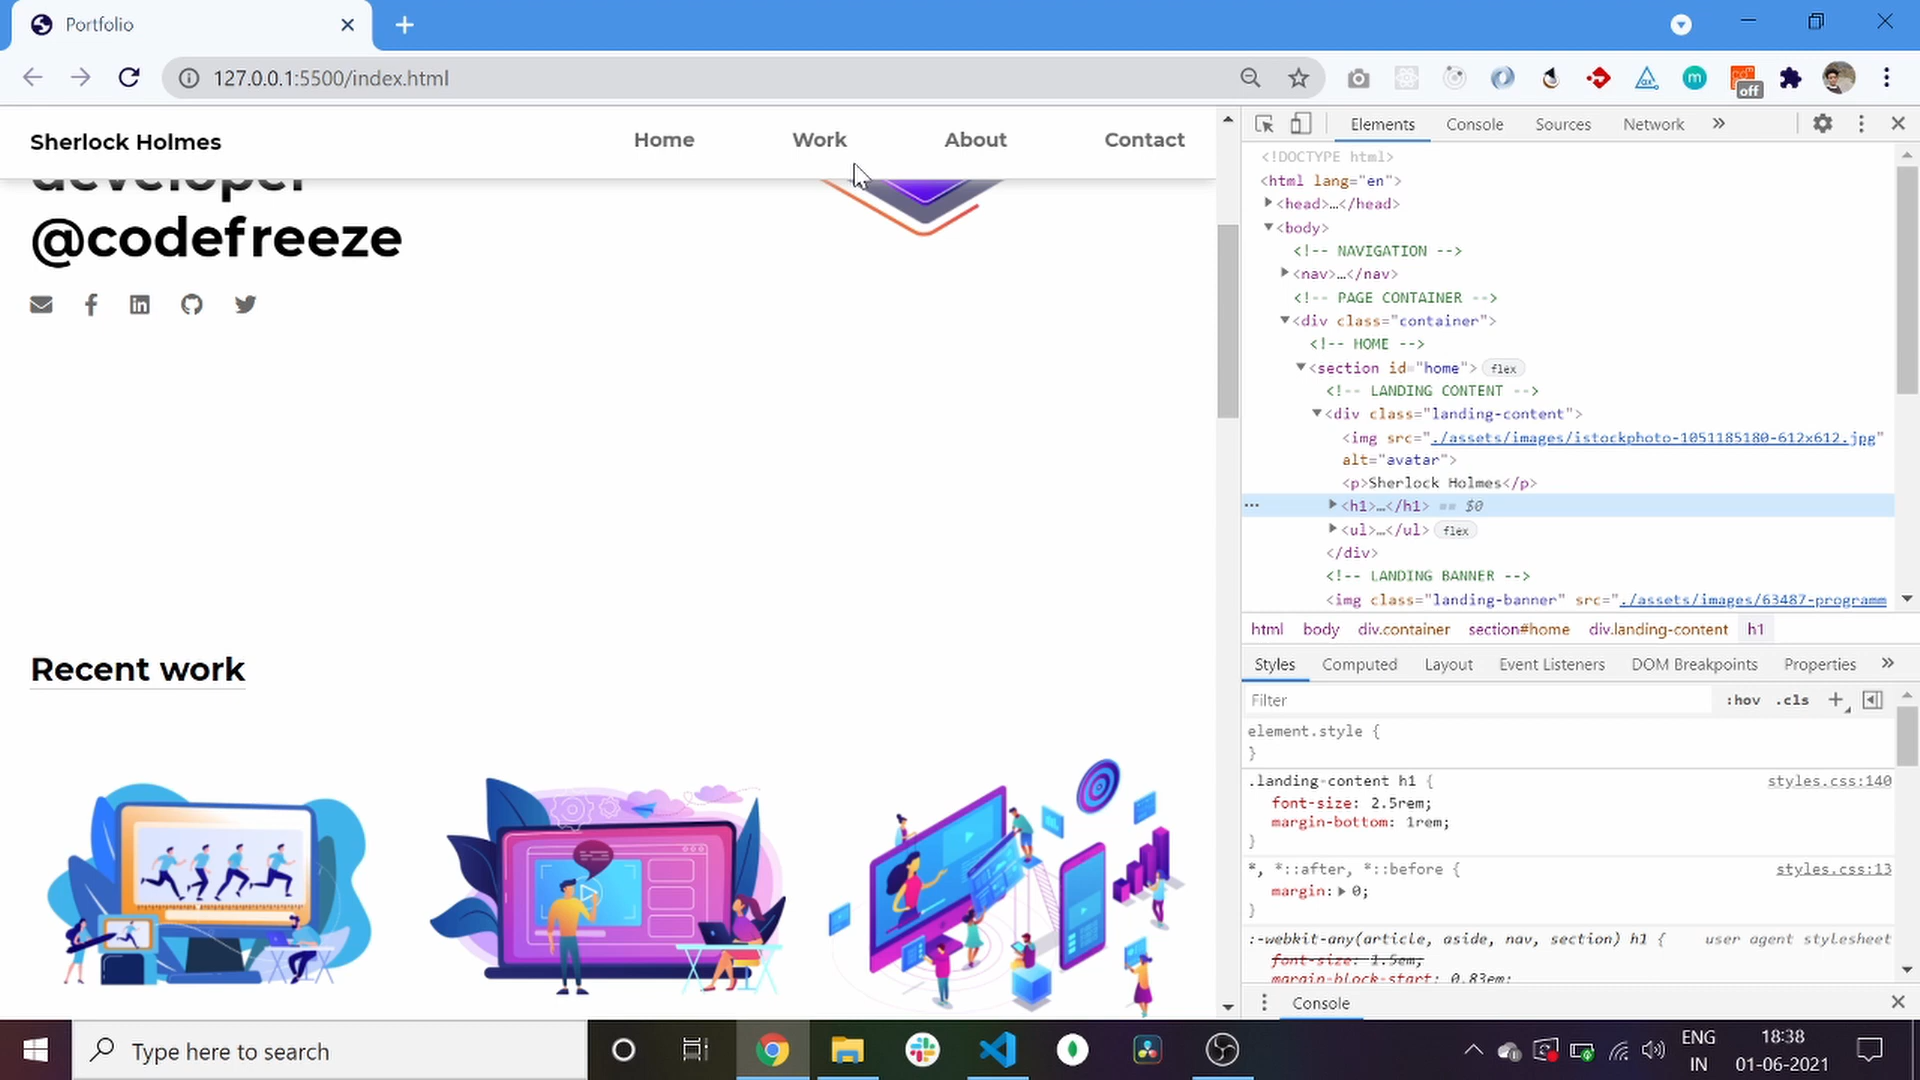 Portfolio
127.0.0.1:5500/index.html
off
Sherlock Holmes
Home
Work
About
Contact
developer
@codefreeze
Recent work
Elements
Console
Sources
Network
<!DOCTYPE html>
<html lang="en">
<head>…</head>
<body>
<!-- NAVIGATION -->
<nav>…</nav>
<!-- PAGE CONTAINER -->
<div class="container">
<!-- HOME -->
<section id="home"> flex
<!-- LANDING CONTENT -->
<div class="landing-content">
<img src="./assets/images/istockphoto-1051185180-612x612.jpg"
alt="avatar">
<p>Sherlock Holmes</p>
<h1>…</h1> == $0
<ul>…</ul> flex
</div>
<!-- LANDING BANNER -->
<img class="landing-banner" src="./assets/images/63487-programm
html body div.container section#home div.landing-content h1
Styles Computed Layout Event Listeners DOM Breakpoints Properties
Filter
:hov .cls
element.style {
}
.landing-content h1 {
styles.css:140
font-size: 2.5rem;
margin-bottom: 1rem;
}
*, *::after, *::before {
styles.css:13
margin: 0;
}
:-webkit-any(article, aside, nav, section) h1 {
user agent stylesheet
font-size: 1.5em;
margin-block-start: 0.83em;
Console
Type here to search
ENG
IN
18:38
01-06-2021